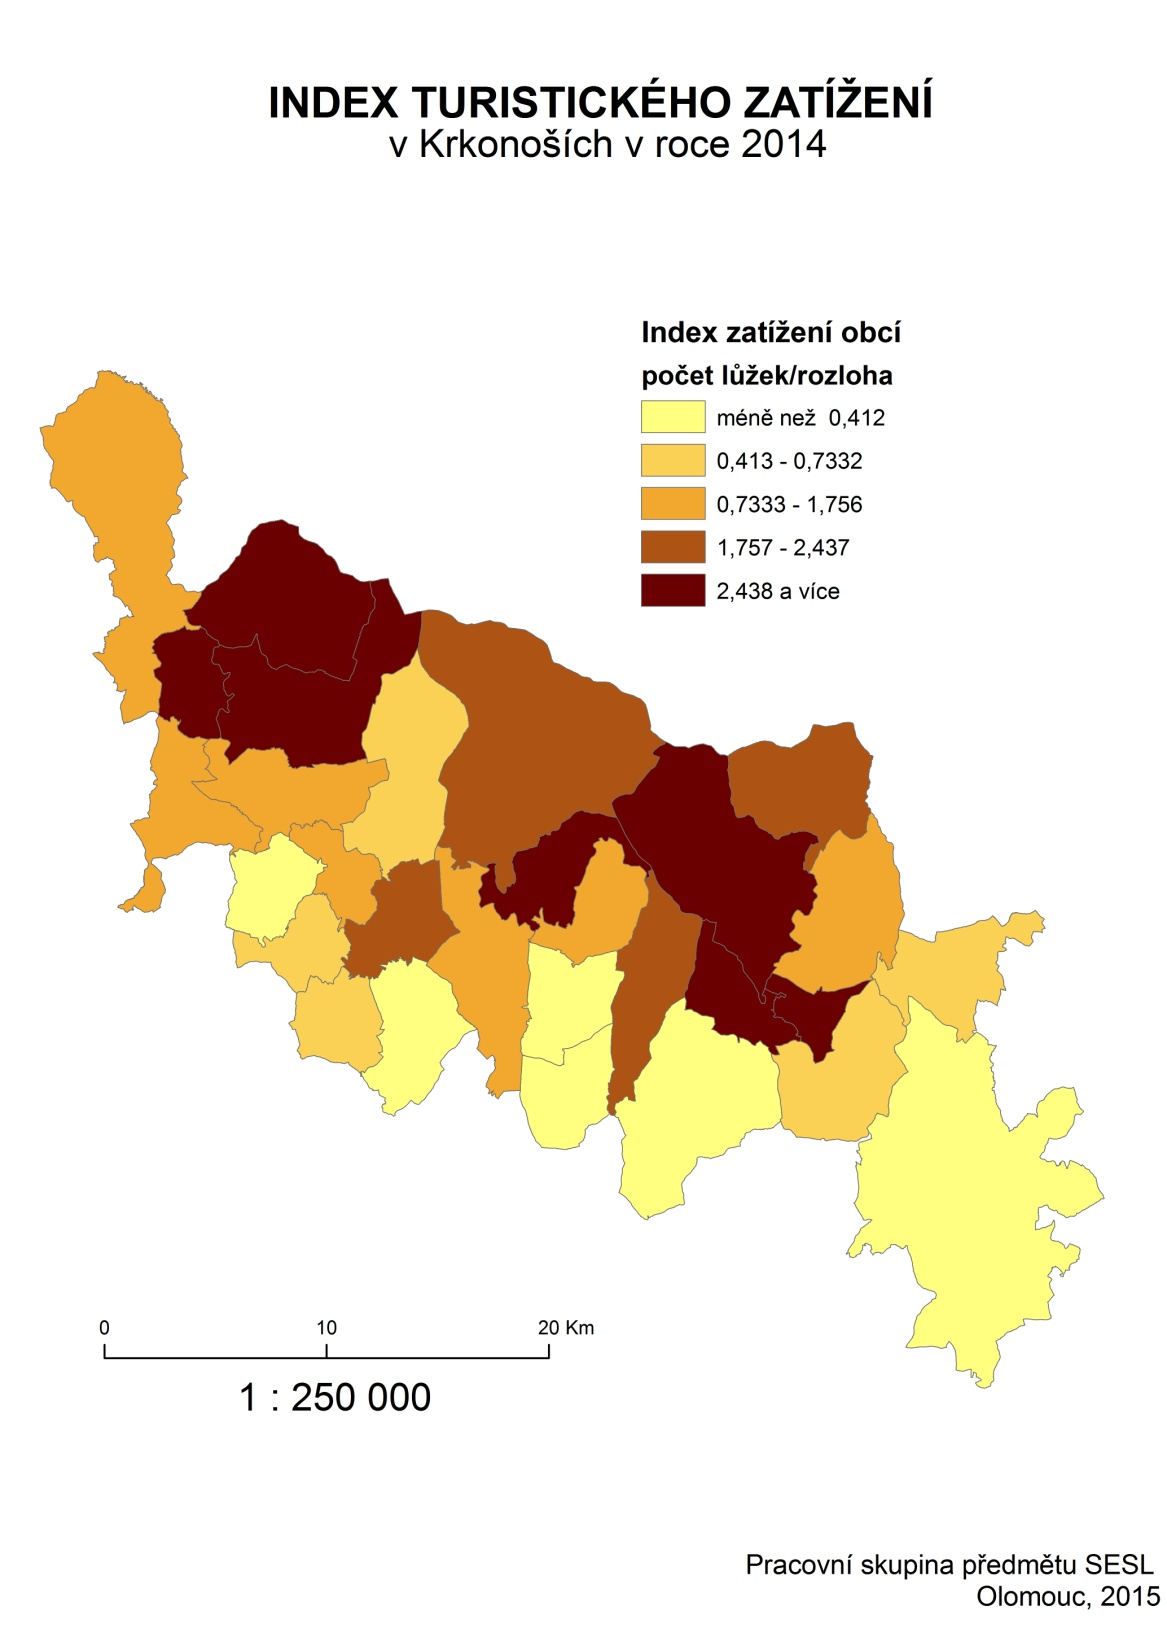 INDEX TURISTICKÉHO ZATÍŽENÍ
v Krkonoších v roce 2014
Index zatížení obcí
počet lůžek/rozloha
méně než 0,412
0,413 - 0,7332
0,7333 - 1,756
1,757 - 2,437
2,438 a více
0 10 20 Km
1 : 250 000
Pracovní skupina předmětu SESL
Olomouc, 2015